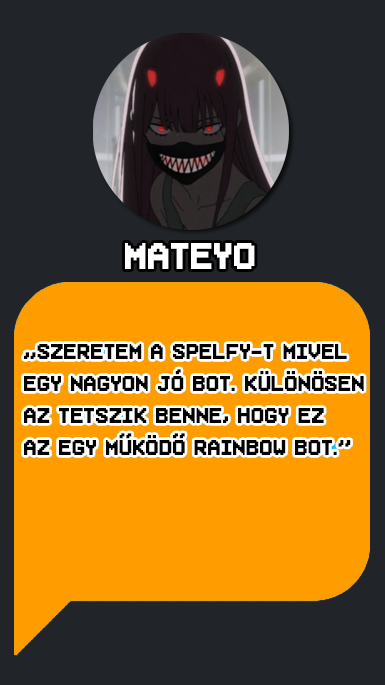 MATEYO
„SZERETEM A SPELFY-T MIVEL
EGY NAGYON JÓ BOT. KÜLÖNÖSEN
AZ TETSZIK BENNE, HOGY EZ
AZ EGY MŰKÖDŐ RAINBOW BOT.”